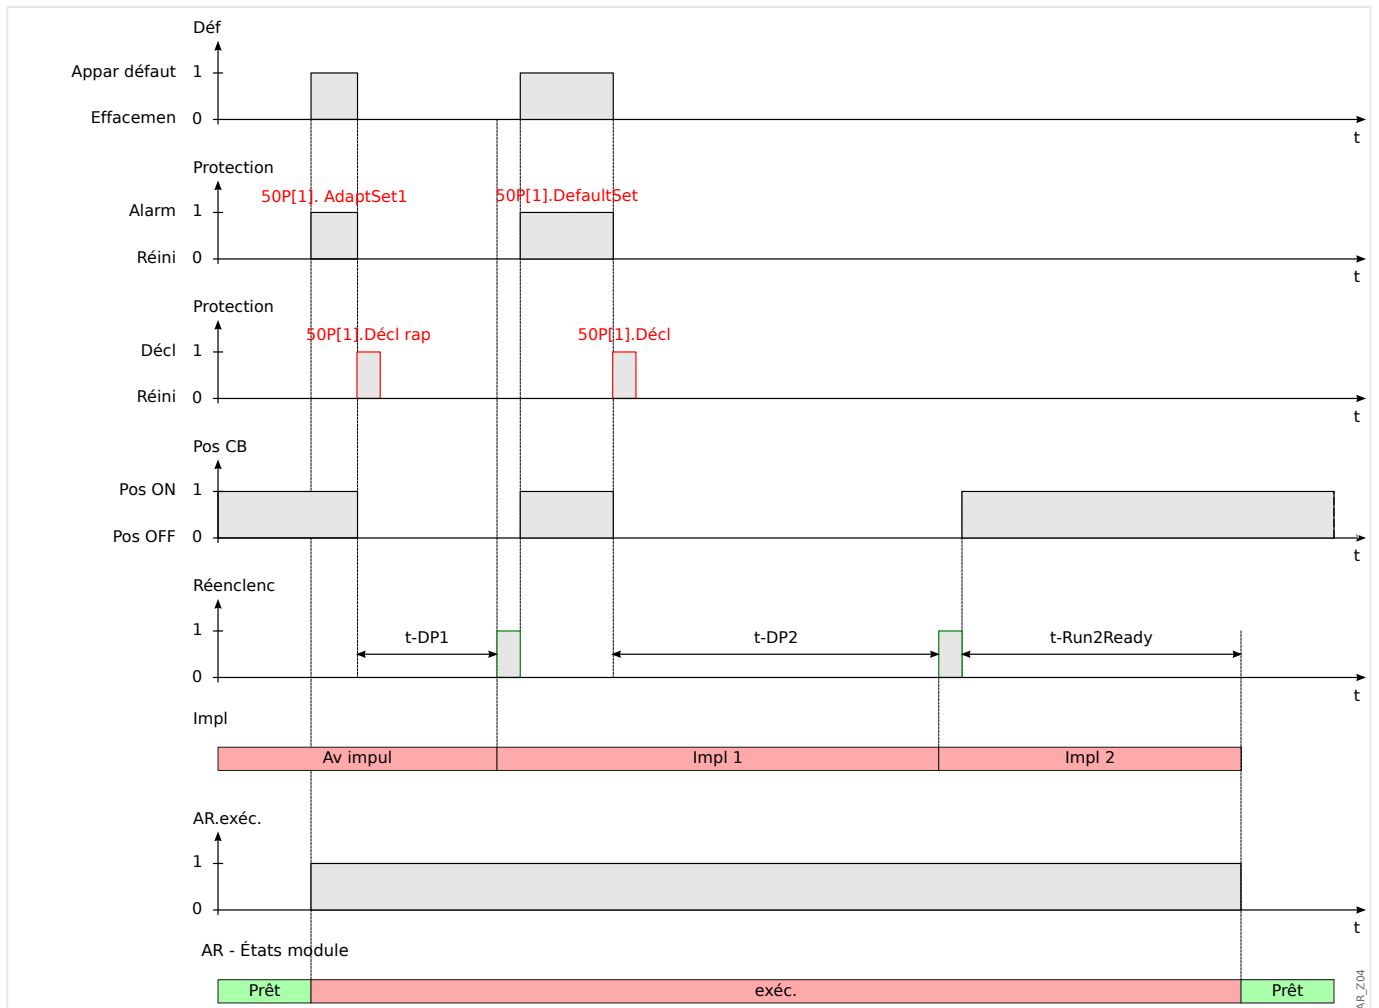 Déf
Appar défaut 1
Effacemen 0
t
Protection
50P[1]. AdaptSet1 50P[1].DefaultSet
Alarm 1
Réini 0
t
Protection
50P[1].Décl rap 50P[1].Décl
Décl 1
Réini 0
t
Pos CB
Pos ON 1
Pos OFF 0
t
Réenclenc
1 t-DP1 t-DP2 t-Run2Ready
0
t
Impl
Av impul Impl 1 Impl 2
AR.exéc.
1
0
t
AR - États module
Prêt exéc. Prêt
AR_Z04